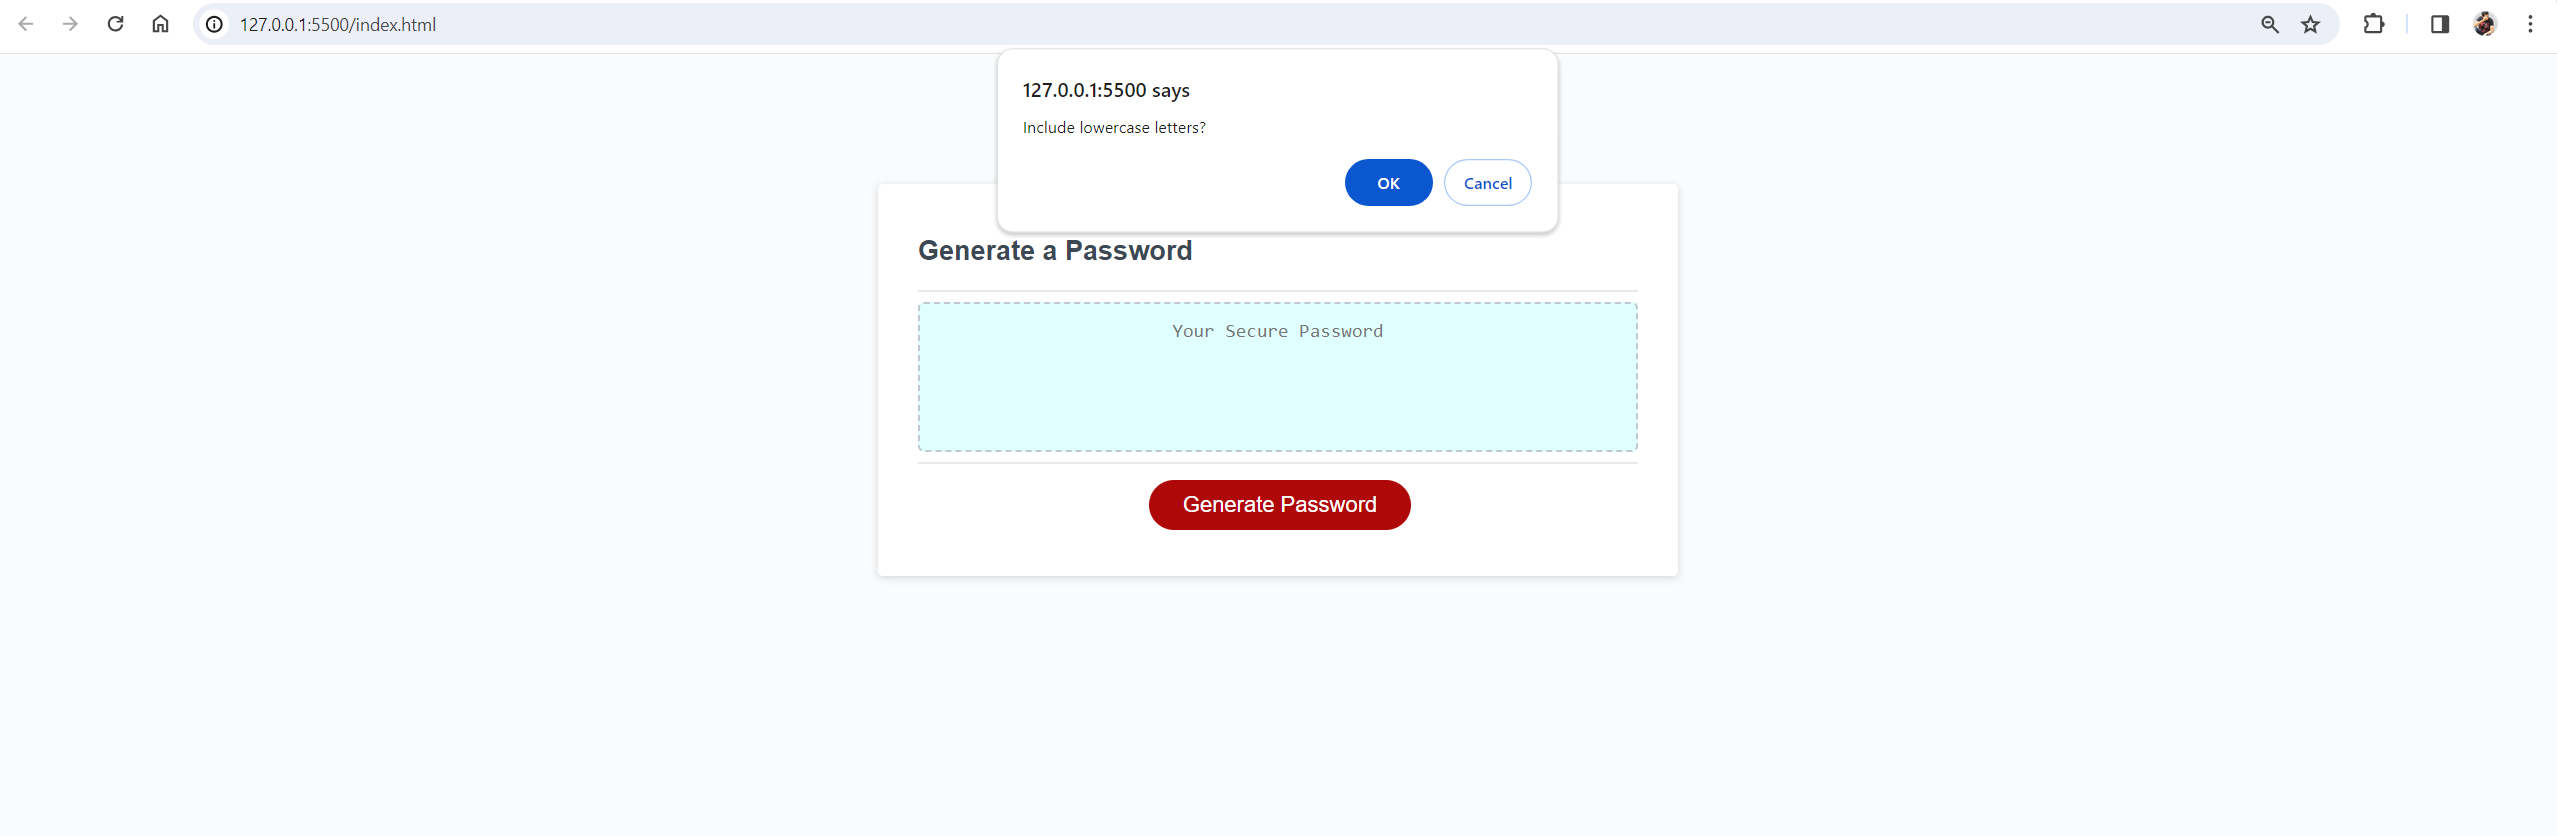 127.0.0.1:5500/index.html
127.0.0.1:5500 says
Include lowercase letters?
OK
Cancel
Generate a Password
Your Secure Password
Generate Password